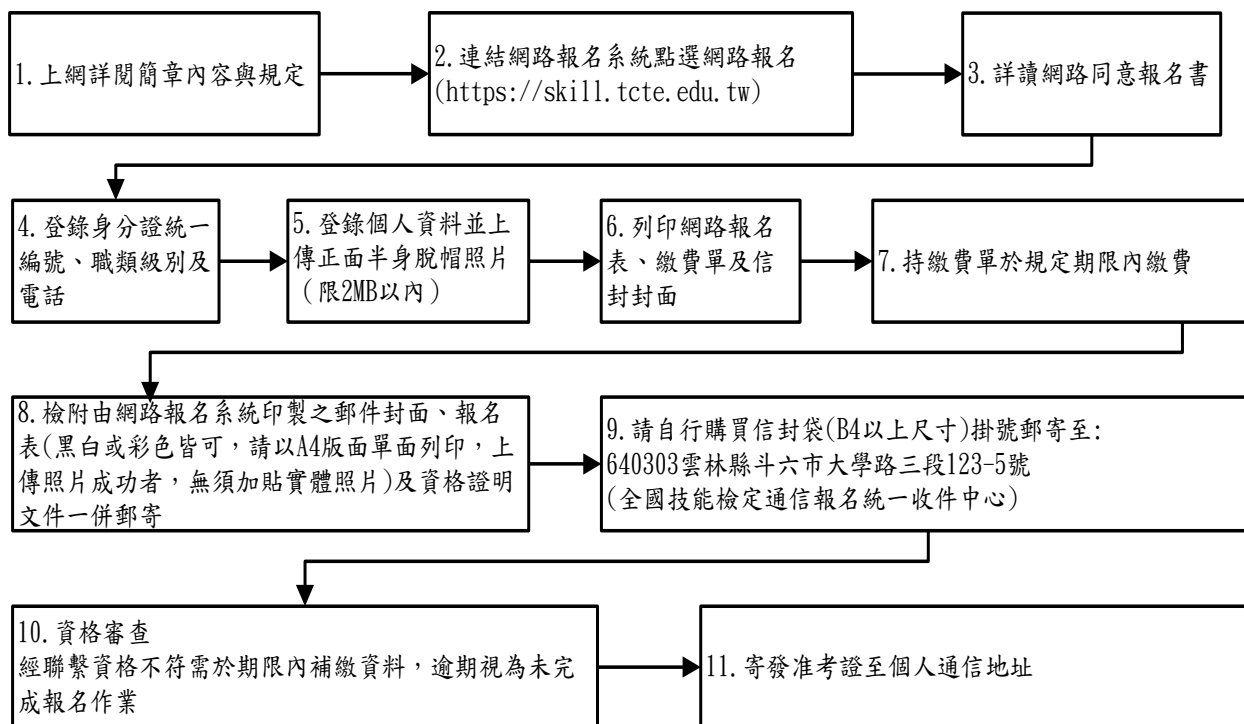 1.上網詳閱簡章內容與規定
2.連結網路報名系統點選網路報名
(https://skill.tcte.edu.tw)
3.詳讀網路同意報名書
4.登錄身分證統一
編號、職類級別及
電話
5.登錄個人資料並上
傳正面半身脫帽照片
（限2MB以內）
6.列印網路報名
表、繳費單及信
封封面
7.持繳費單於規定期限內繳費
8.檢附由網路報名系統印製之郵件封面、報名
表(黑白或彩色皆可，請以A4版面單面列印，上
傳照片成功者，無須加貼實體照片)及資格證明
文件一併郵寄
9.請自行購買信封袋(B4以上尺寸)掛號郵寄至:
640303雲林縣斗六市大學路三段123-5號
(全國技能檢定通信報名統一收件中心)
10.資格審查
經聯繫資格不符需於期限內補繳資料，逾期視為未完
成報名作業
11.寄發准考證至個人通信地址